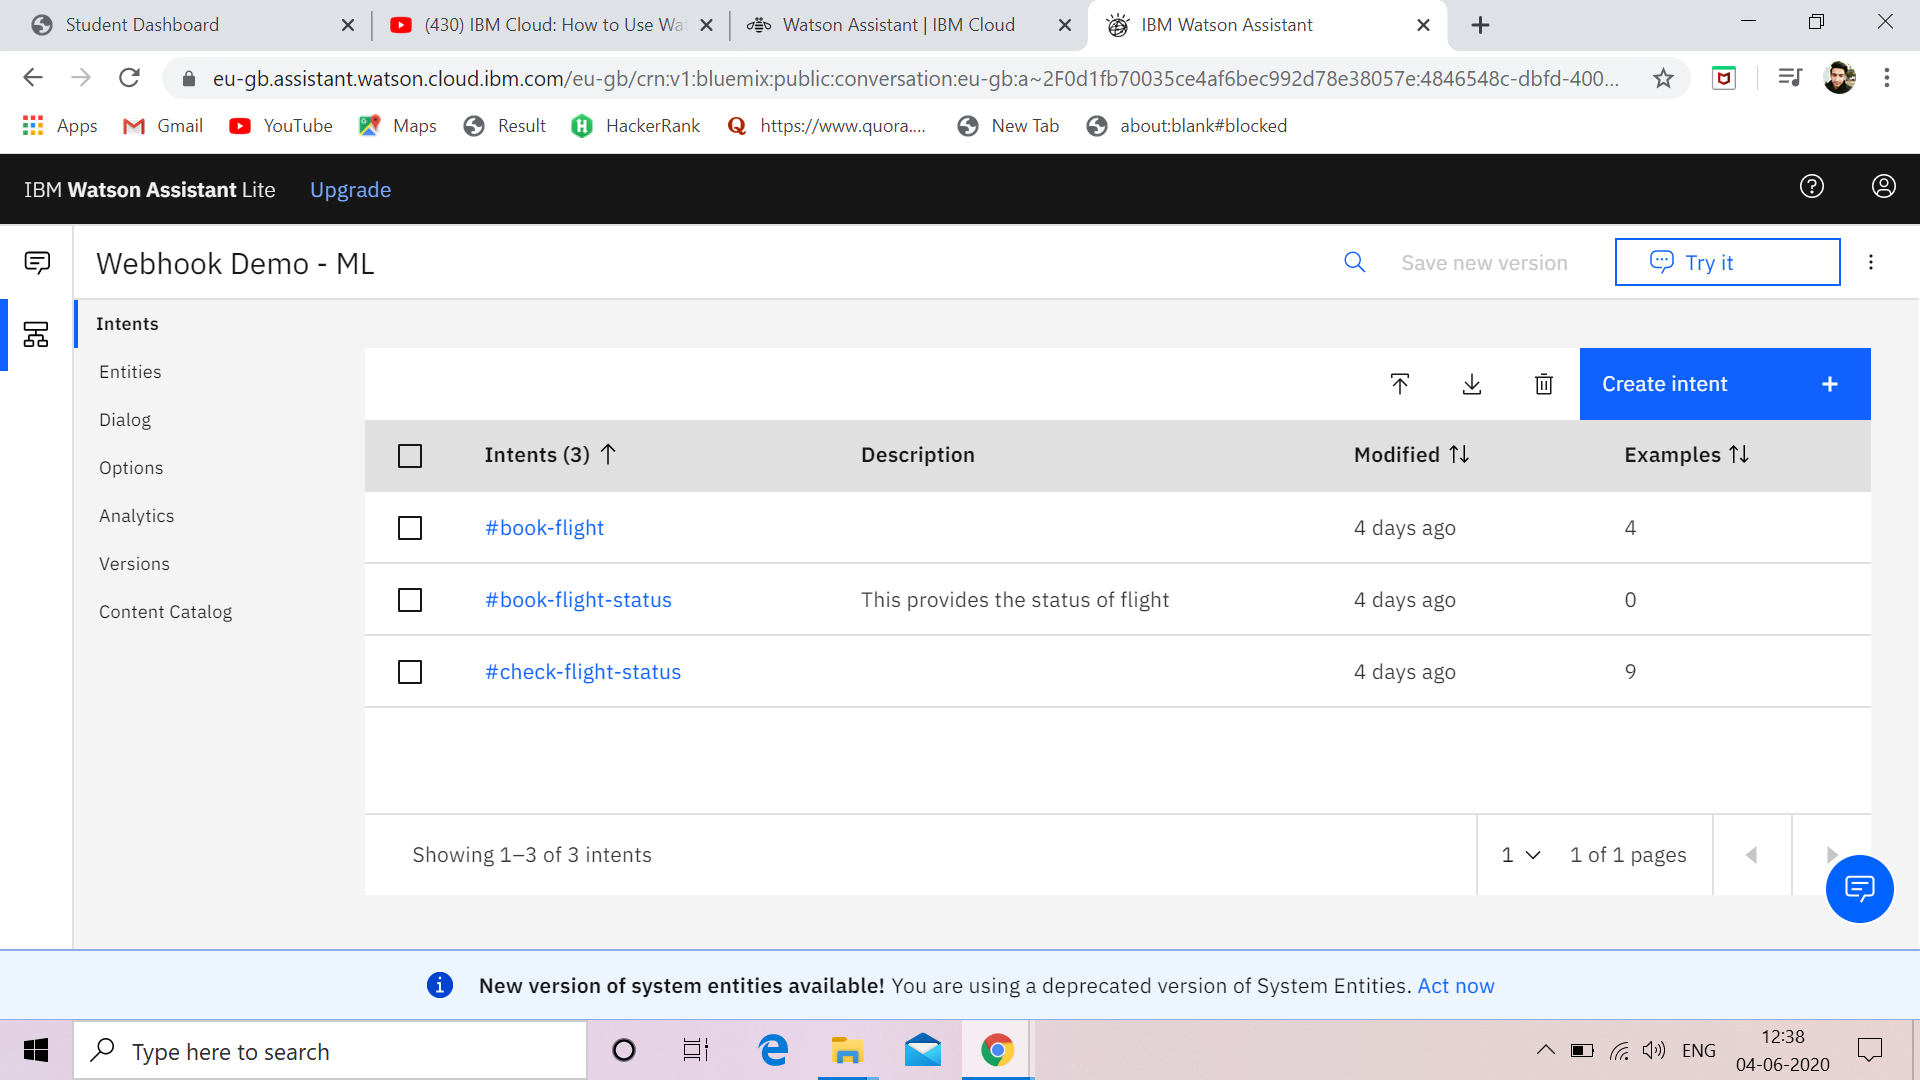 Student Dashboard
(430) IBM Cloud: How to Use Wat
Watson Assistant | IBM Cloud
IBM Watson Assistant
eu-gb.assistant.watson.cloud.ibm.com/eu-gb/crn:v1:bluemix:public:conversation:eu-gb:a~2F0d1fb70035ce4af6bec992d78e38057e:4846548c-dbfd-400...
Apps
Gmail
YouTube
Maps
Result
HackerRank
https://www.quora....
New Tab
about:blank#blocked
IBM Watson Assistant Lite
Upgrade
Webhook Demo - ML
Save new version
Try it
Intents
Entities
Dialog
Options
Analytics
Versions
Content Catalog
Create intent +
Intents (3)
Description
Modified
Examples
#book-flight
4 days ago
4
#book-flight-status
This provides the status of flight
4 days ago
0
#check-flight-status
4 days ago
9
Showing 1–3 of 3 intents
1
1 of 1 pages
New version of system entities available! You are using a deprecated version of System Entities. Act now
Type here to search
ENG
12:38
04-06-2020